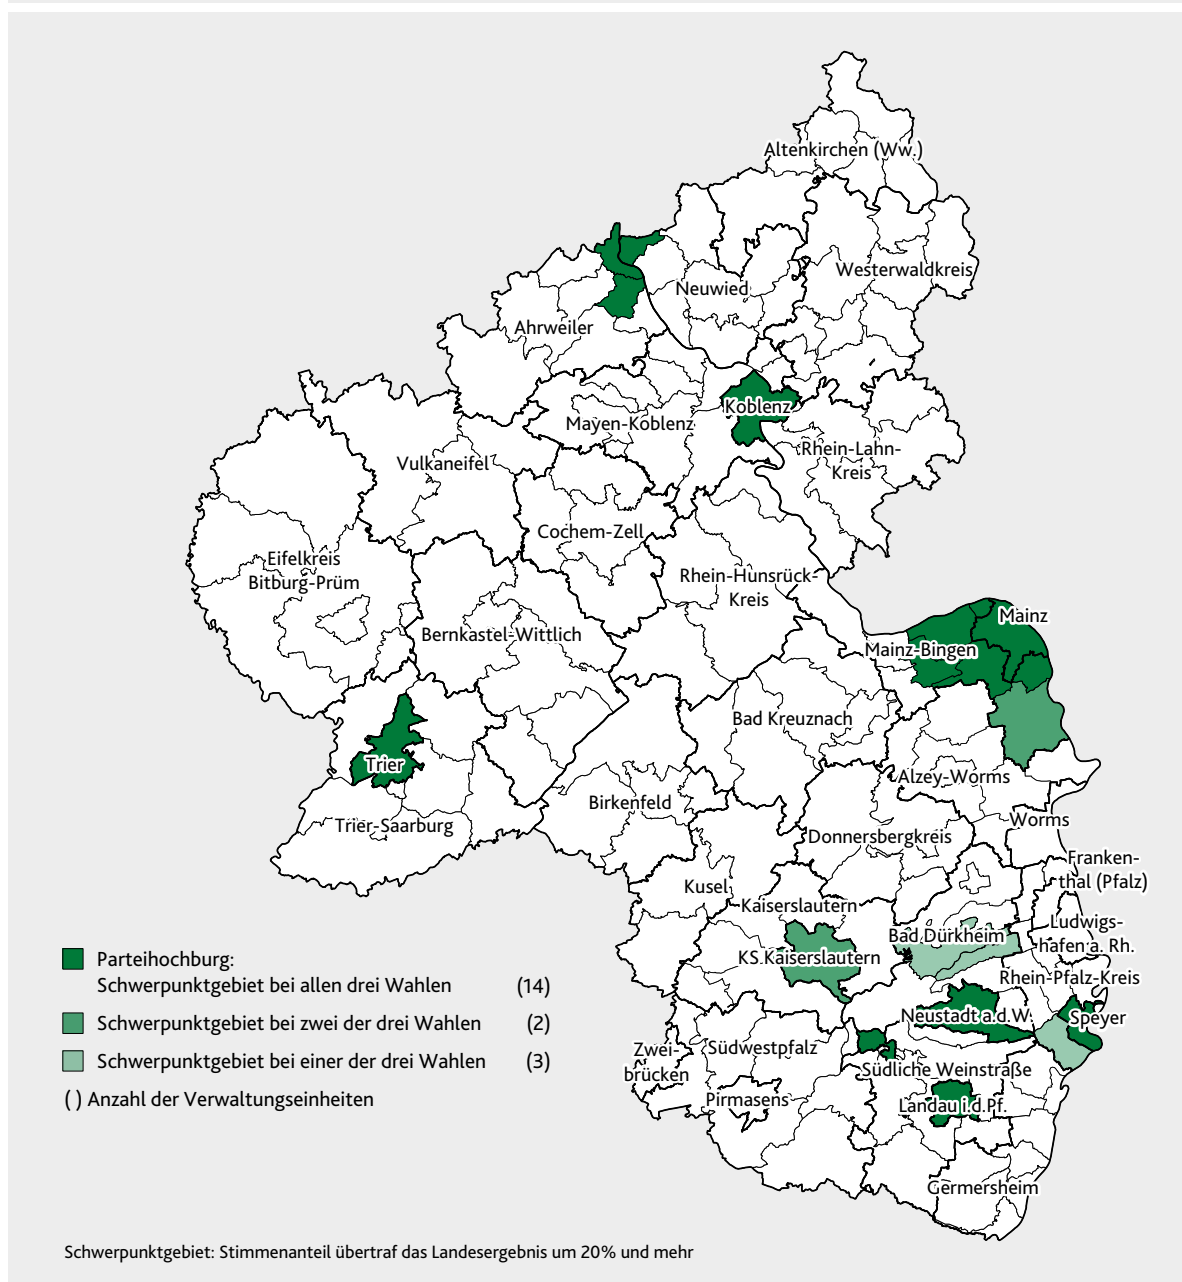 Altenkirchen (Ww.)
Westerwaldkreis
Neuwied
Ahrweiler
Koblenz
Mayen-Koblenz
Rhein-Lahn-
Kreis
Vulkaneifel
Cochem-Zell
Eifelkreis
Bitburg-Prüm
Rhein-Hunsrück-
Kreis
Mainz
Bernkastel-Wittlich
Mainz-Bingen
Bad Kreuznach
Trier
Alzey-Worms
Birkenfeld
Trier-Saarburg
Worms
Donnersbergkreis
Franken-
thal (Pfalz)
Kusel
Kaiserslautern
Ludwigs-
hafen a. Rh.
Bad Dürkheim
KS.Kaiserslautern
Rhein-Pfalz-Kreis
Neustadt a.d.W.
Speyer
Zwei-
brücken
Südwestpfalz
Südliche Weinstraße
Pirmasens
Landau i.d.Pf.
Germersheim
Parteihochburg:
Schwerpunktgebiet bei allen drei Wahlen (14)
Schwerpunktgebiet bei zwei der drei Wahlen (2)
Schwerpunktgebiet bei einer der drei Wahlen (3)
( ) Anzahl der Verwaltungseinheiten
Schwerpunktgebiet: Stimmenanteil übertraf das Landesergebnis um 20% und mehr